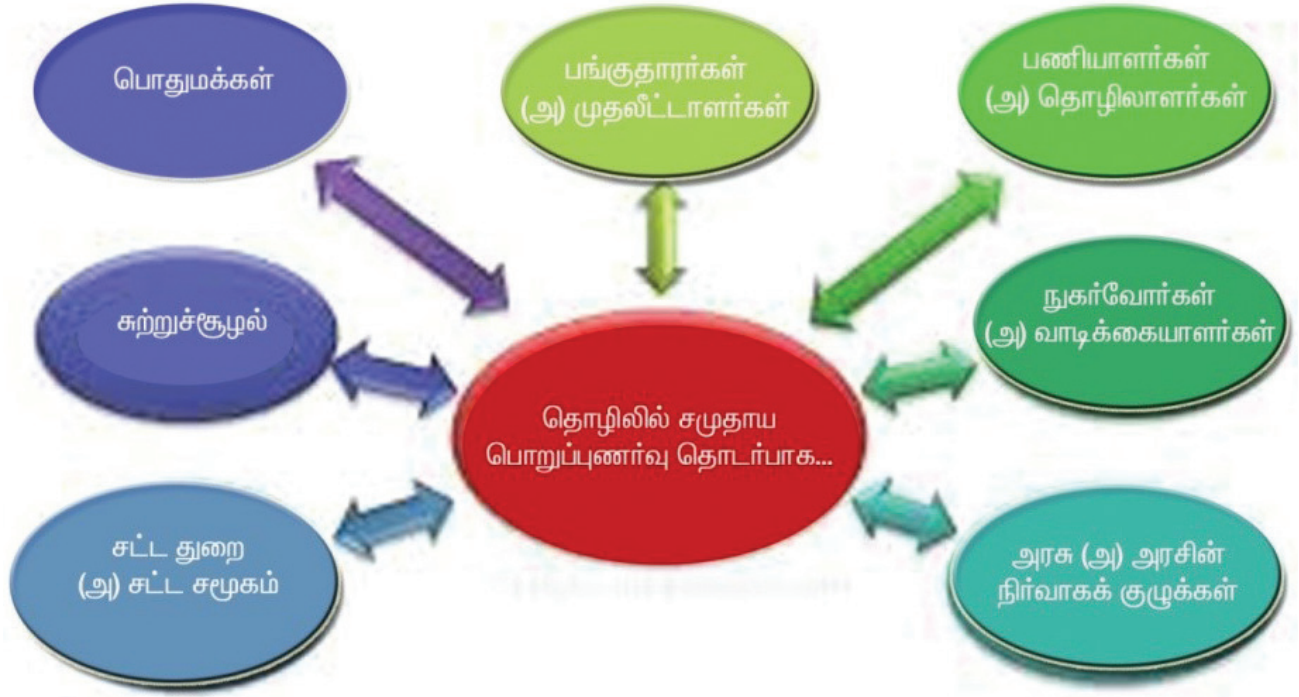 பொதுமக்கள்
பங்குதாரர்கள்
(அ) முதலீட்டாளர்கள்
பணியாளர்கள்
(அ) தொழிலாளர்கள்
சுற்றுச்சூழல்
நுகர்வோர்கள்
(அ) வாடிக்கையாளர்கள்
தொழிலில் சமுதாய
பொறுப்புணர்வு தொடர்பாக...
சட்ட துறை
(அ) சட்ட சமூகம்
அரசு (அ) அரசின்
நிர்வாகக் குழுக்கள்